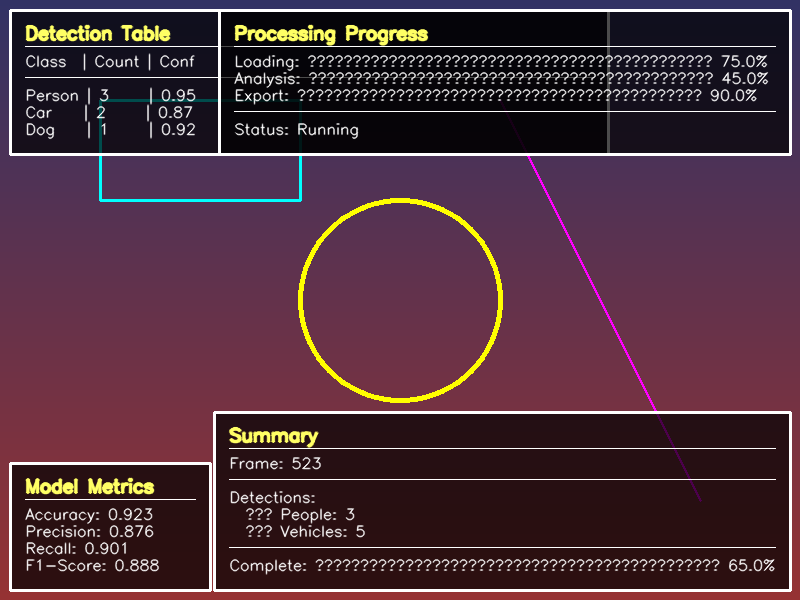 Detection Table
Class | Count | Conf
Person | 3 | 0.95
Car | 2 | 0.87
Dog | 1 | 0.92
Processing Progress
Loading: ????????????????????????????????????????????? 75.0%
Analysis: ????????????????????????????????????????????? 45.0%
Export: ????????????????????????????????????????????? 90.0%
Status: Running
Model Metrics
Accuracy: 0.923
Precision: 0.876
Recall: 0.901
F1-Score: 0.888
Summary
Frame: 523
Detections:
??? People: 3
??? Vehicles: 5
Complete: ????????????????????????????????????????????? 65.0%